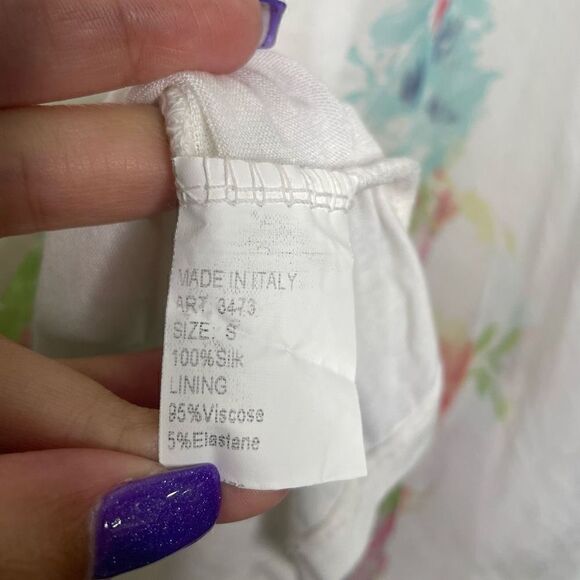 MADE IN ITALY
ART 3473
SIZE: S
100%Silk
LINING
95%Viscose
5%Elastane